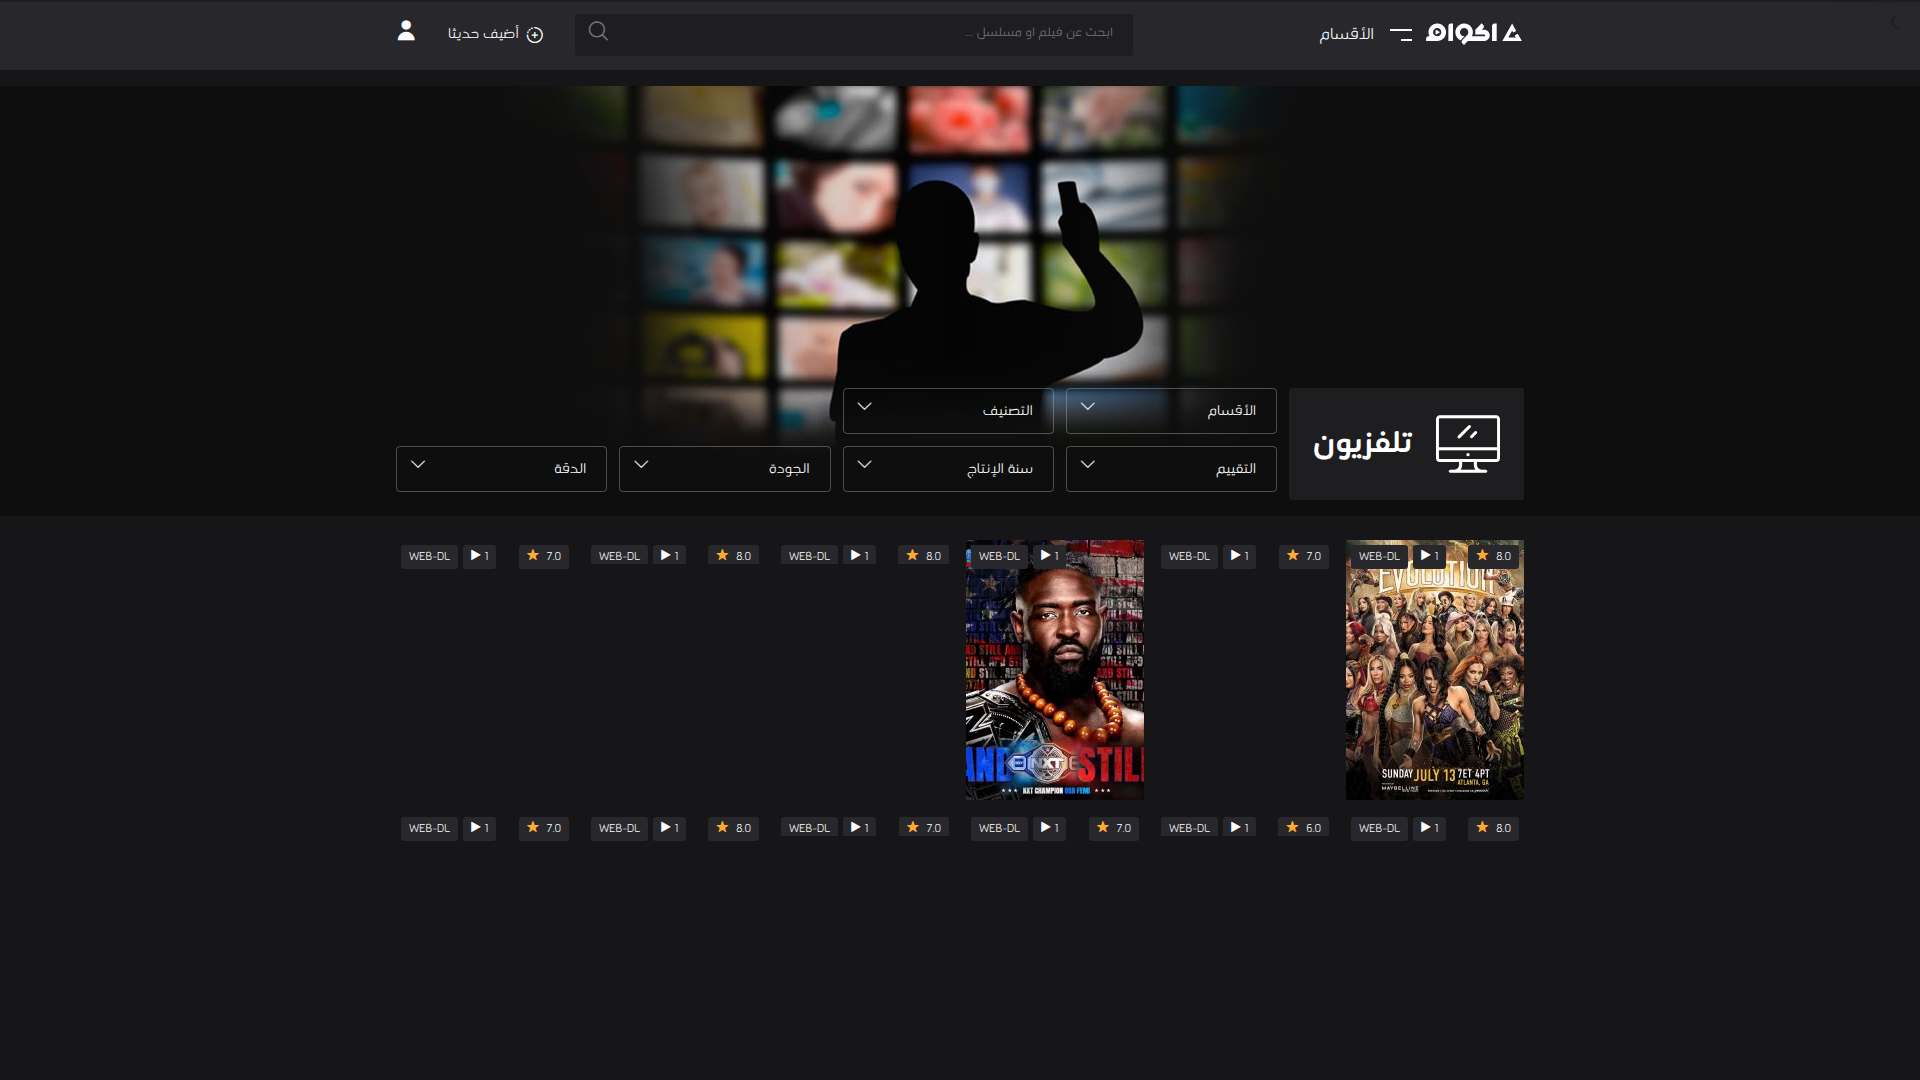 اكوام
الأقسام
ابحث عن فيلم او مسلسل ...
أضيف حديثا
تلفزيون
الأقسام
التصنيف
التقييم
سنة الإنتاج
الجودة
الدقة
8.0 1 WEB-DL
EVOLUTION
SUNDAY JULY 13 7ET 4PT
ATLANTA, GA
MAYBELLINE
7.0 1 WEB-DL
1 WEB-DL
AND STILL
NXT
NXT CHAMPION OBA FEMI
8.0 1 WEB-DL
8.0 1 WEB-DL
7.0 1 WEB-DL
8.0 1 WEB-DL
6.0 1 WEB-DL
7.0 1 WEB-DL
7.0 1 WEB-DL
8.0 1 WEB-DL
7.0 1 WEB-DL